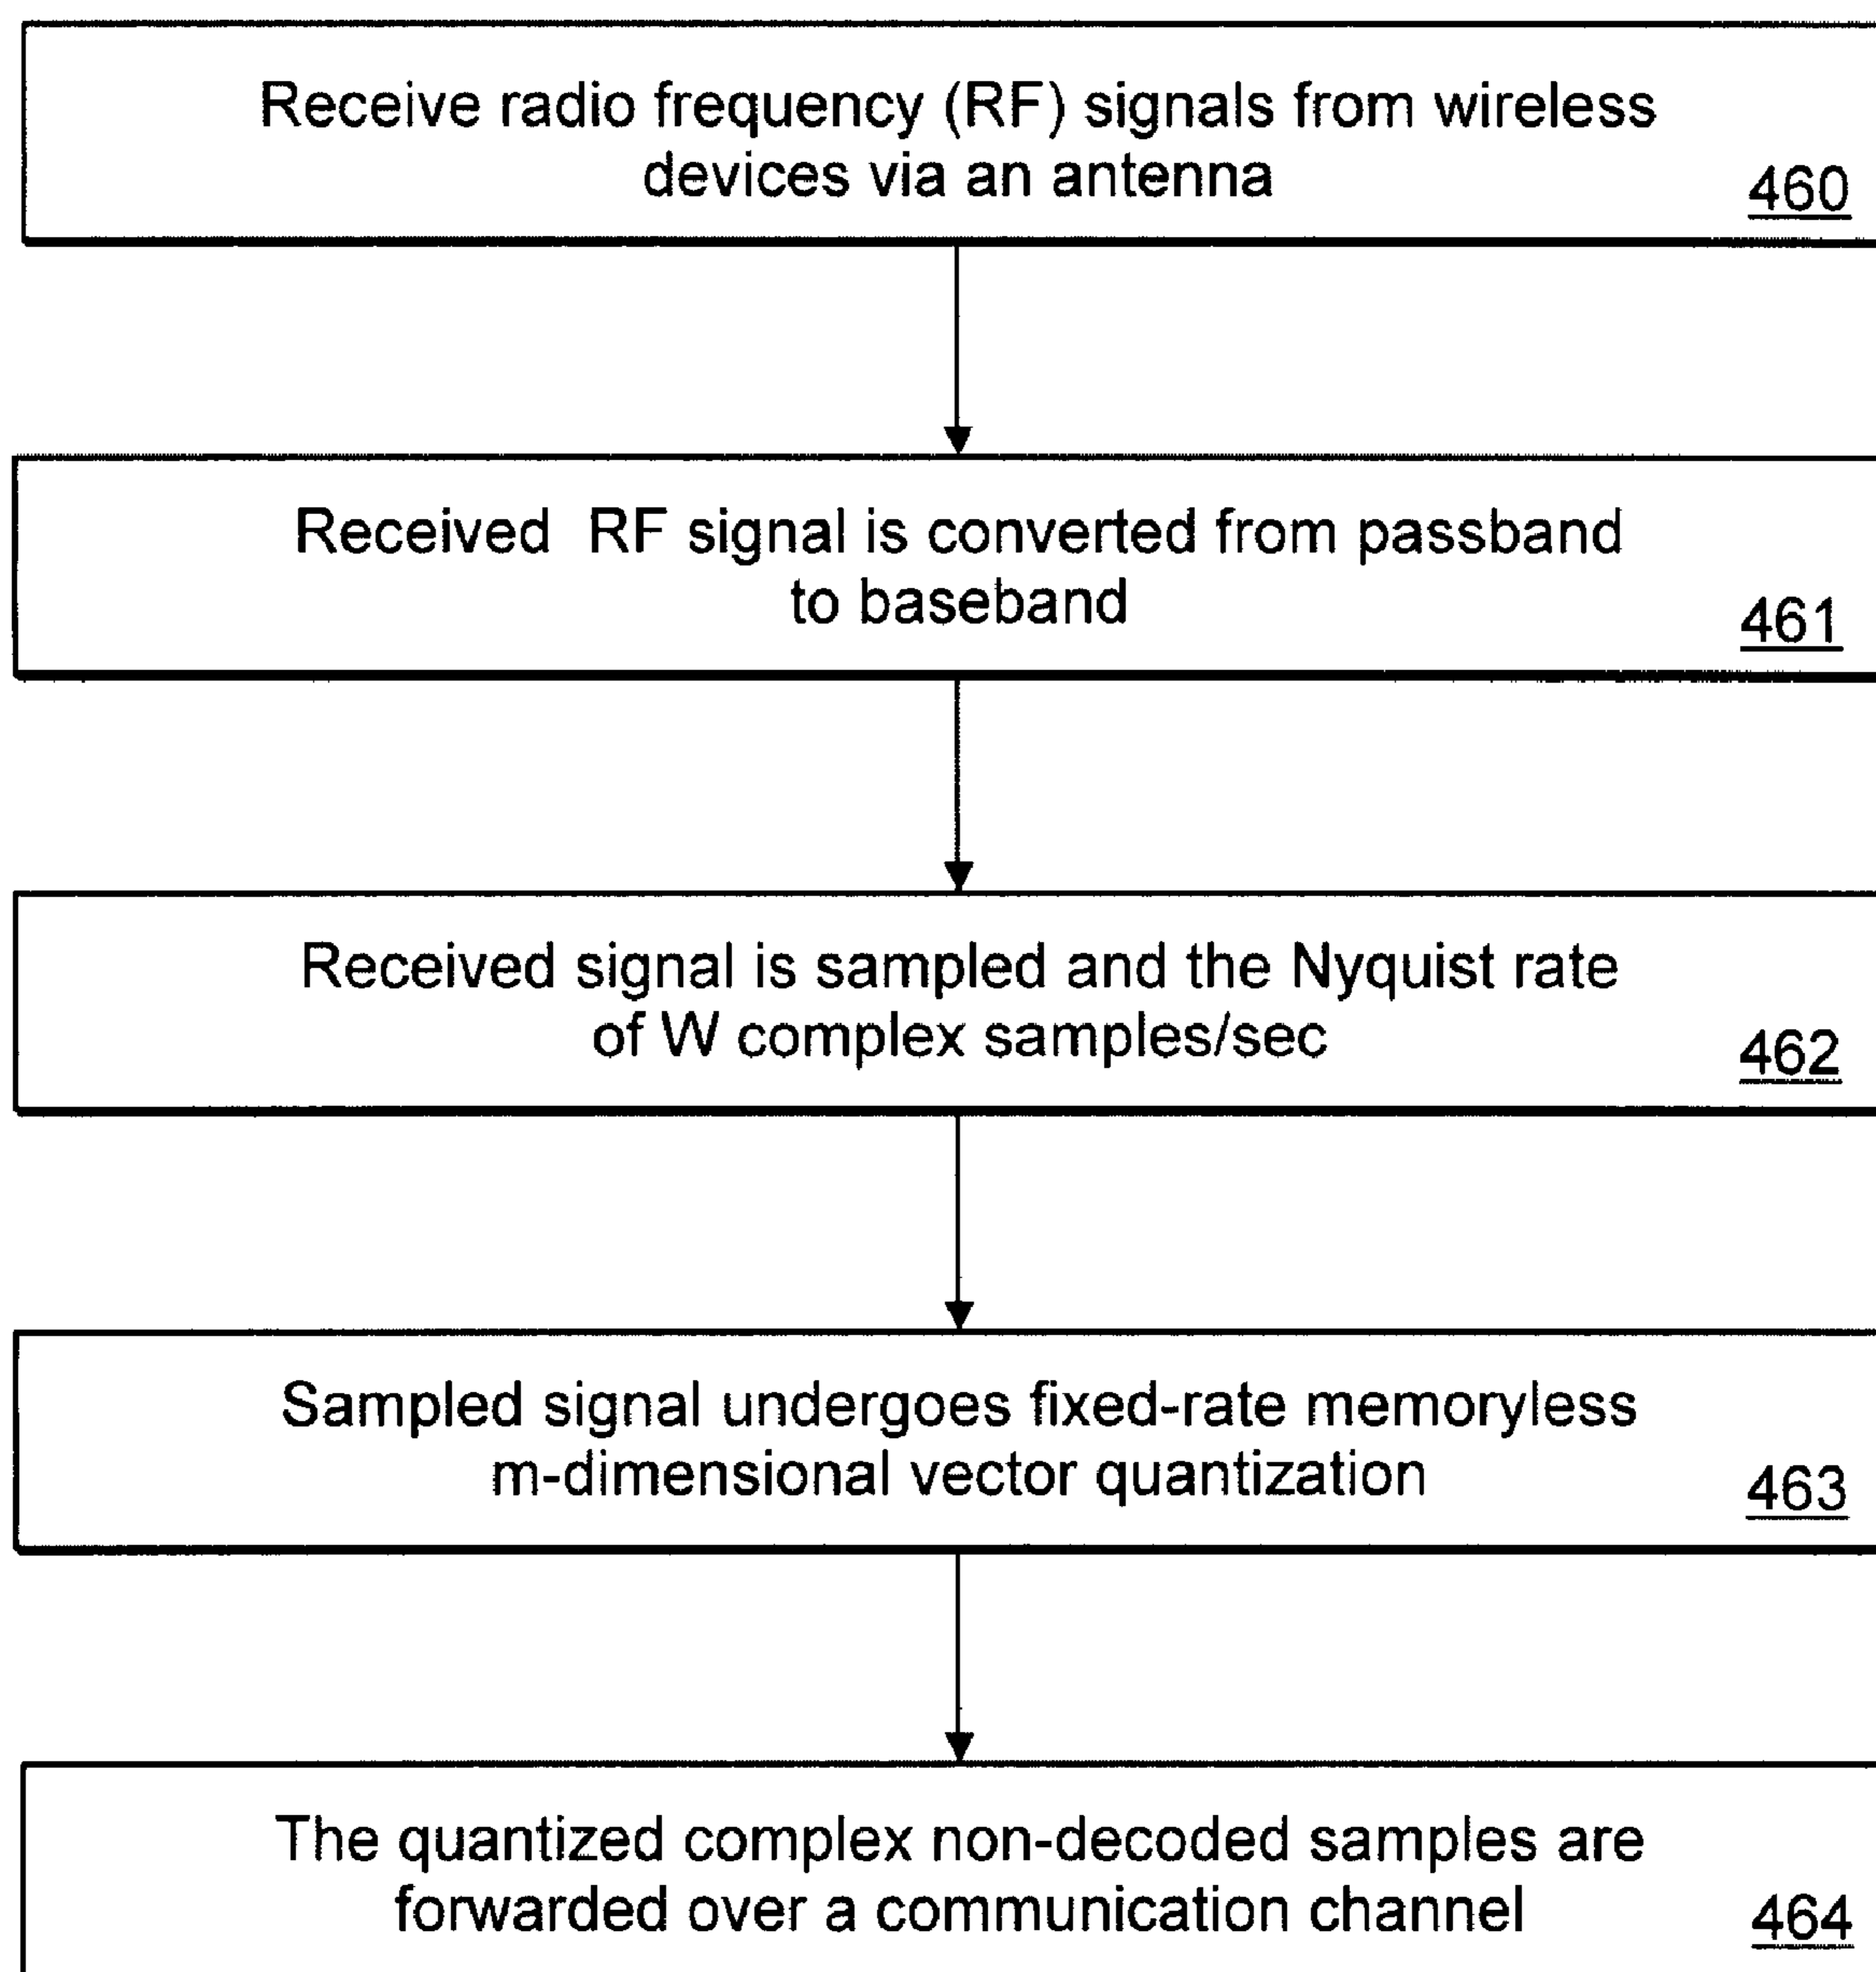 Receive radio frequency (RF) signals from wireless
devices via an antenna
460
Received RF signal is converted from passband
to baseband
461
Received signal is sampled and the Nyquist rate
of W complex samples/sec
462
Sampled signal undergoes fixed-rate memoryless
m-dimensional vector quantization
463
The quantized complex non-decoded samples are
forwarded over a communication channel
464